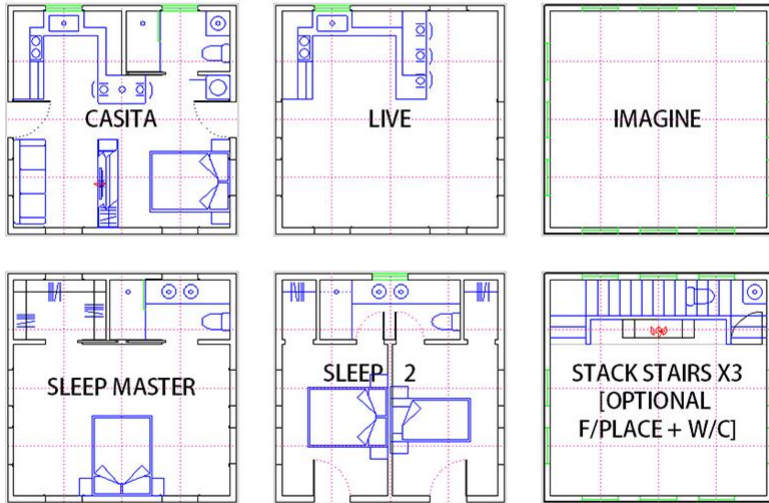 CASITA
LIVE
IMAGINE
SLEEP MASTER
SLEEP 2
STACK STAIRS X3
[OPTIONAL
F/PLACE + W/C]